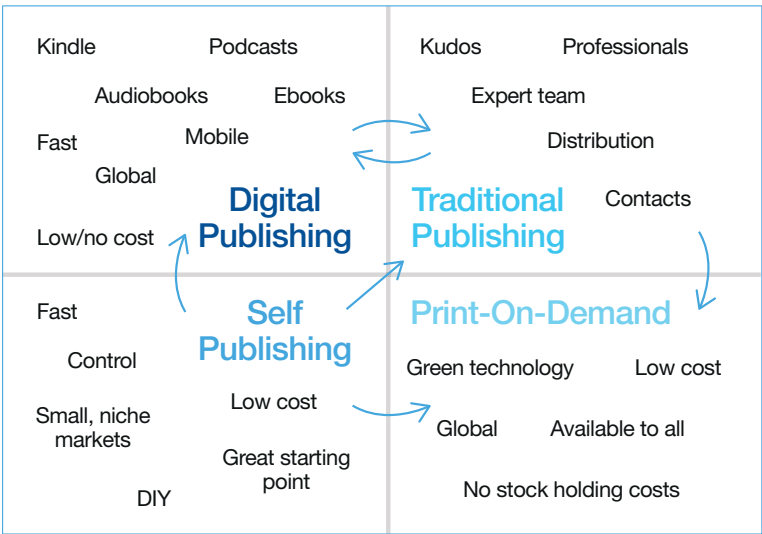 Kindle
Podcasts
Audiobooks
Ebooks
Fast
Mobile
Global
Low/no cost
Digital
Publishing
Kudos
Professionals
Expert team
Distribution
Contacts
Traditional
Publishing
Self
Publishing
Fast
Control
Low cost
Small, niche
markets
Great starting
point
DIY
Print-On-Demand
Green technology
Low cost
Global
Available to all
No stock holding costs